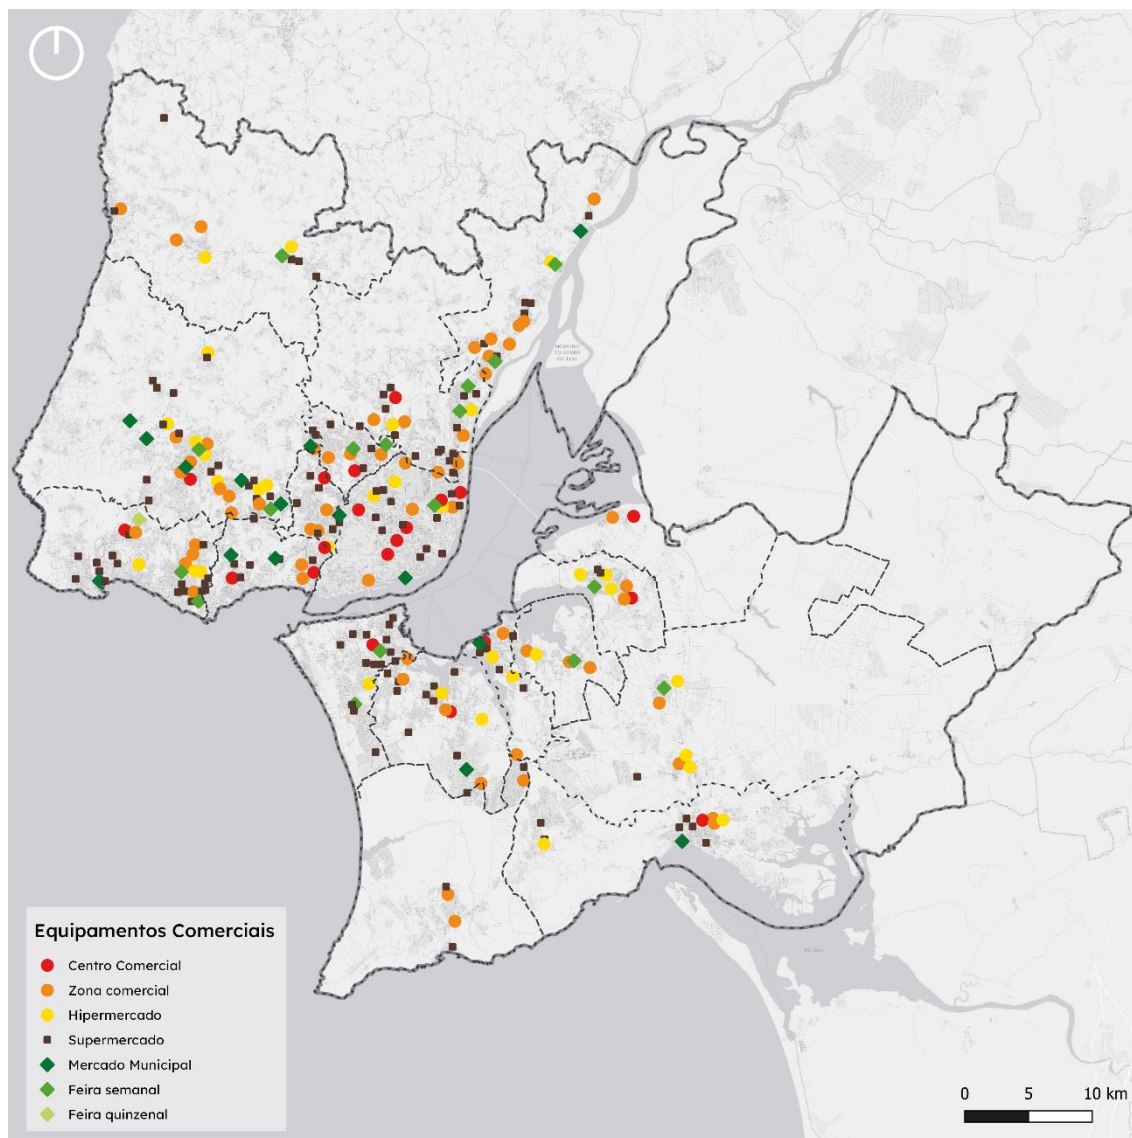 Equipamentos Comerciais
Centro Comercial
Zona comercial
Hipermercado
Supermercado
Mercado Municipal
Feira semanal
Feira quinzenal
0 5 10 km